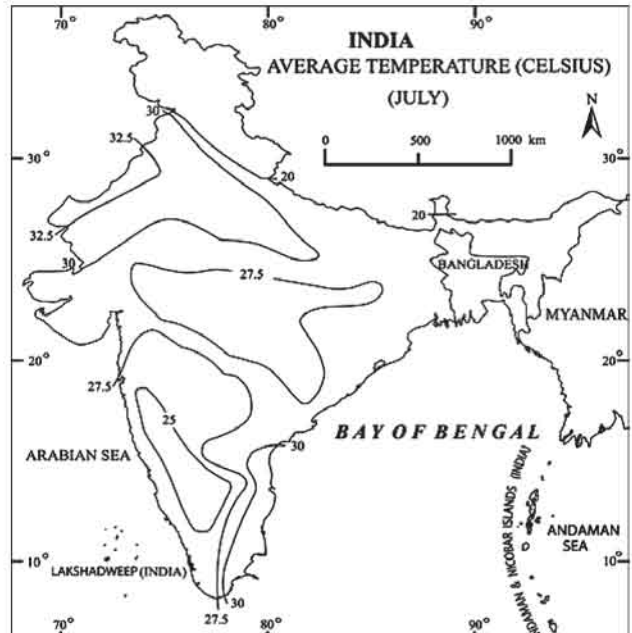 70° 80° 90°
INDIA
AVERAGE TEMPERATURE (CELSIUS)
(JULY)
N
0 500 1000 km
30
32.5
30° 30°
20
20
32.5
BANGLADESH
30
27.5
MYANMAR
20° 20°
27.5
25
BAY OF BENGAL
30
ARABIAN SEA
ANDAMAN & NICOBAR ISLANDS (INDIA)
ANDAMAN
SEA
10° 10°
LAKSHADWEEP (INDIA)
30
27.5
70° 80° 90°